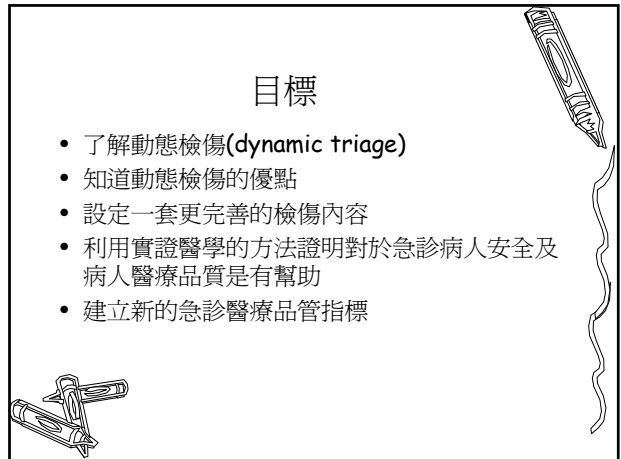 目標
• 了解動態檢傷(dynamic triage)
• 知道動態檢傷的優點
• 設定一套更完善的檢傷內容
• 利用實證醫學的方法證明對於急診病人安全及
病人醫療品質是有幫助
• 建立新的急診醫療品管指標